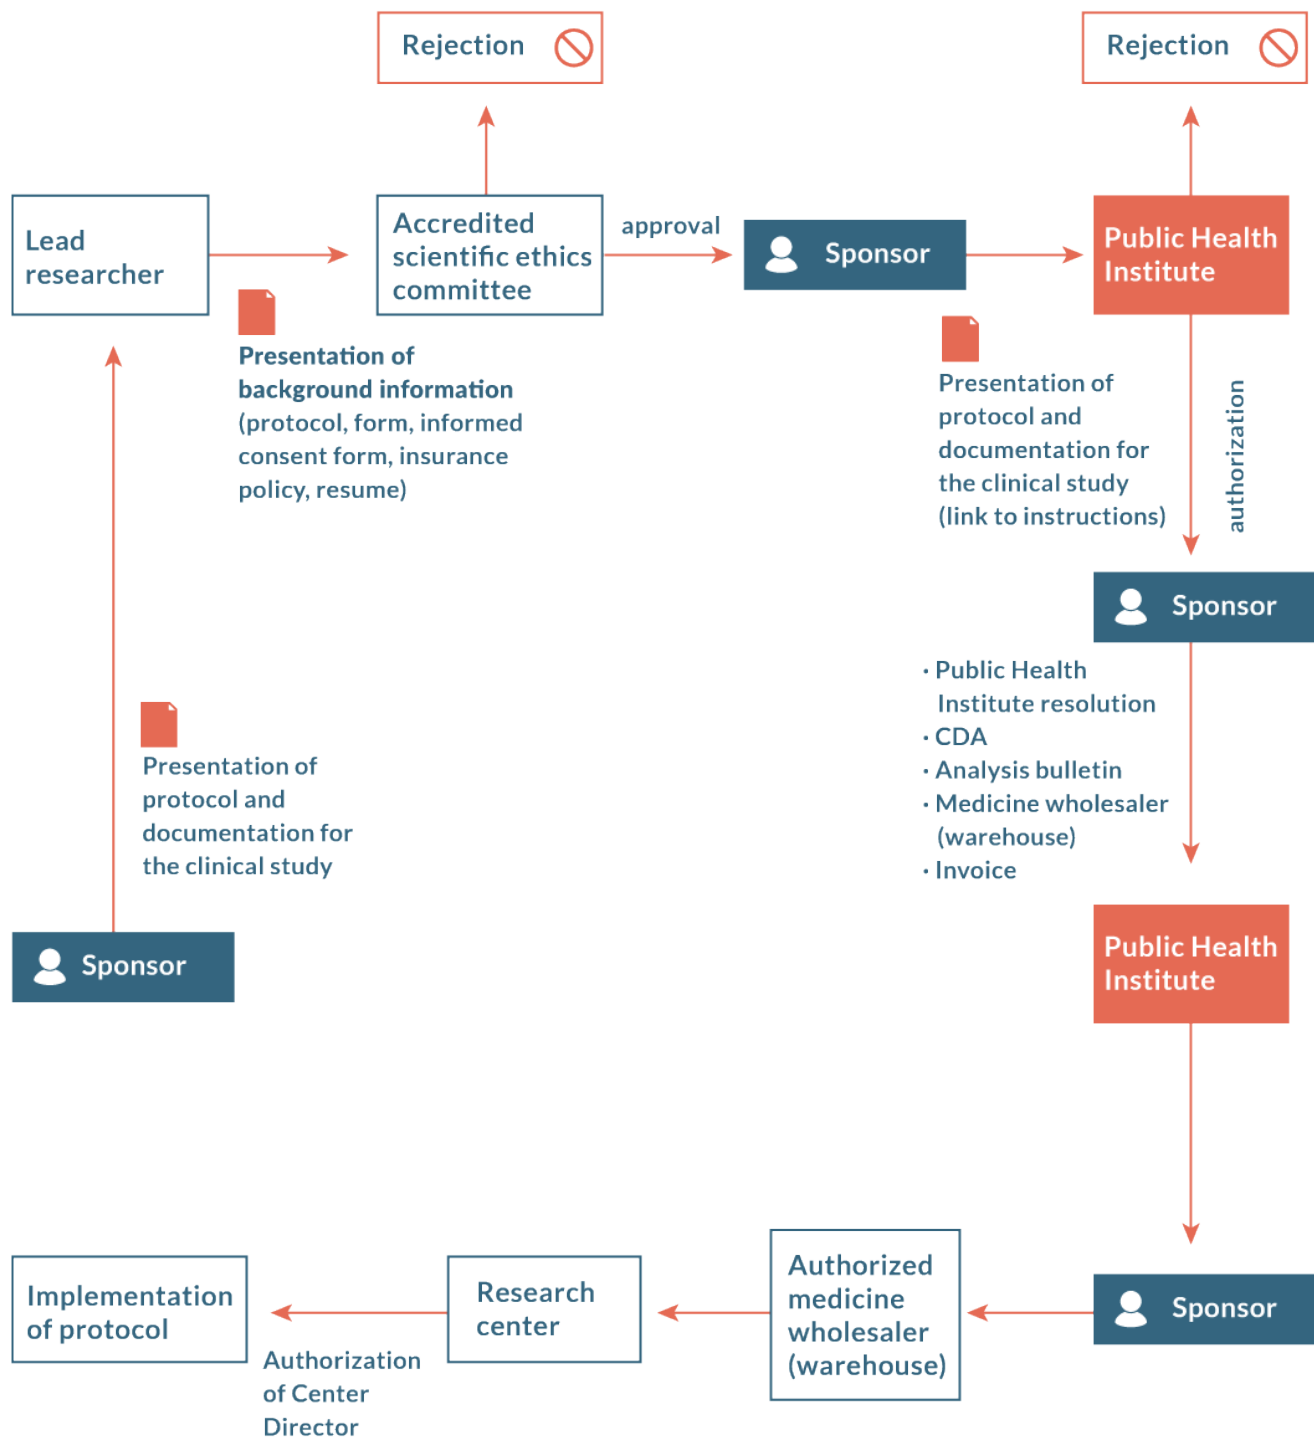 Rejection
Rejection
Lead
researcher
Accredited
scientific ethics
committee
approval
Sponsor
Public Health
Institute
Presentation of
background information
(protocol, form, informed
consent form, insurance
policy, resume)
Presentation of
protocol and
documentation for
the clinical study
(link to instructions)
authorization
Sponsor
· Public Health
Institute resolution
· CDA
· Analysis bulletin
· Medicine wholesaler
(warehouse)
· Invoice
Presentation of
protocol and
documentation for
the clinical study
Sponsor
Public Health
Institute
Implementation
of protocol
Authorization
of Center
Director
Research
center
Authorized
medicine
wholesaler
(warehouse)
Sponsor